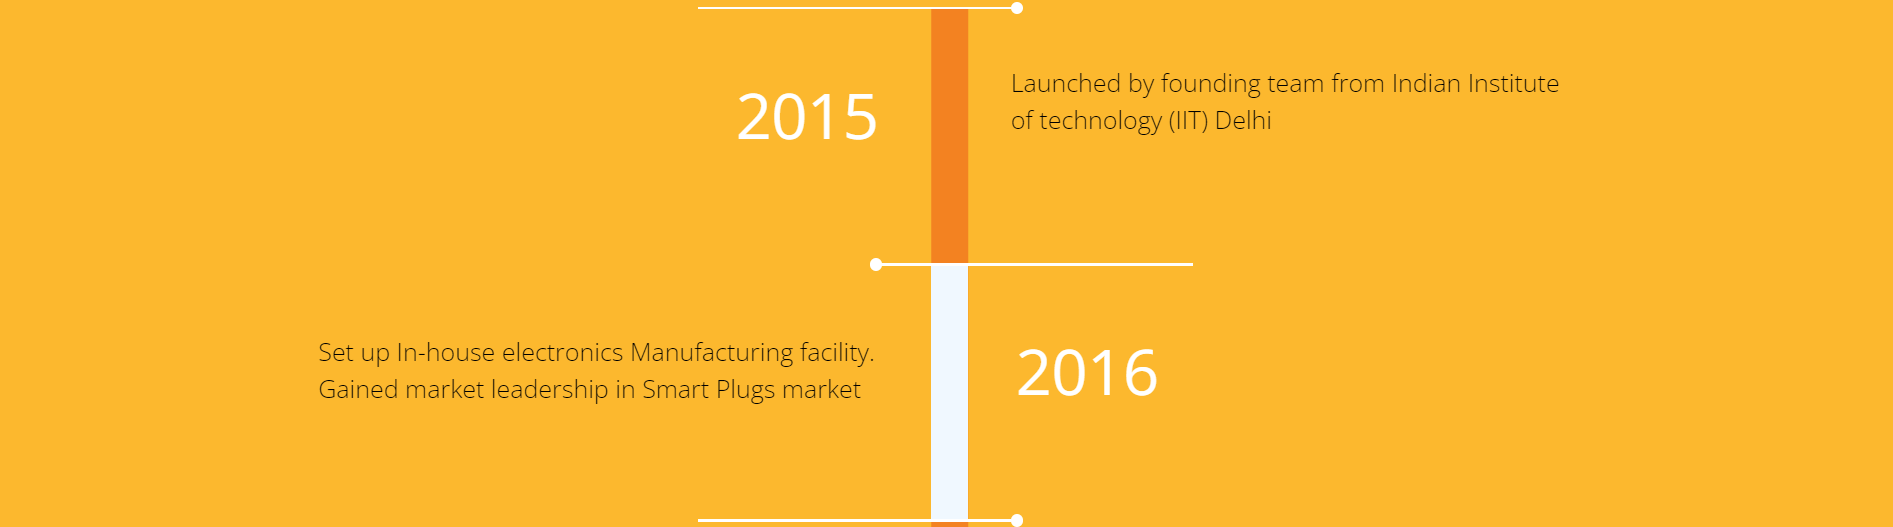 2015
Launched by founding team from Indian Institute
of technology (IIT) Delhi
Set up In-house electronics Manufacturing facility.
Gained market leadership in Smart Plugs market
2016